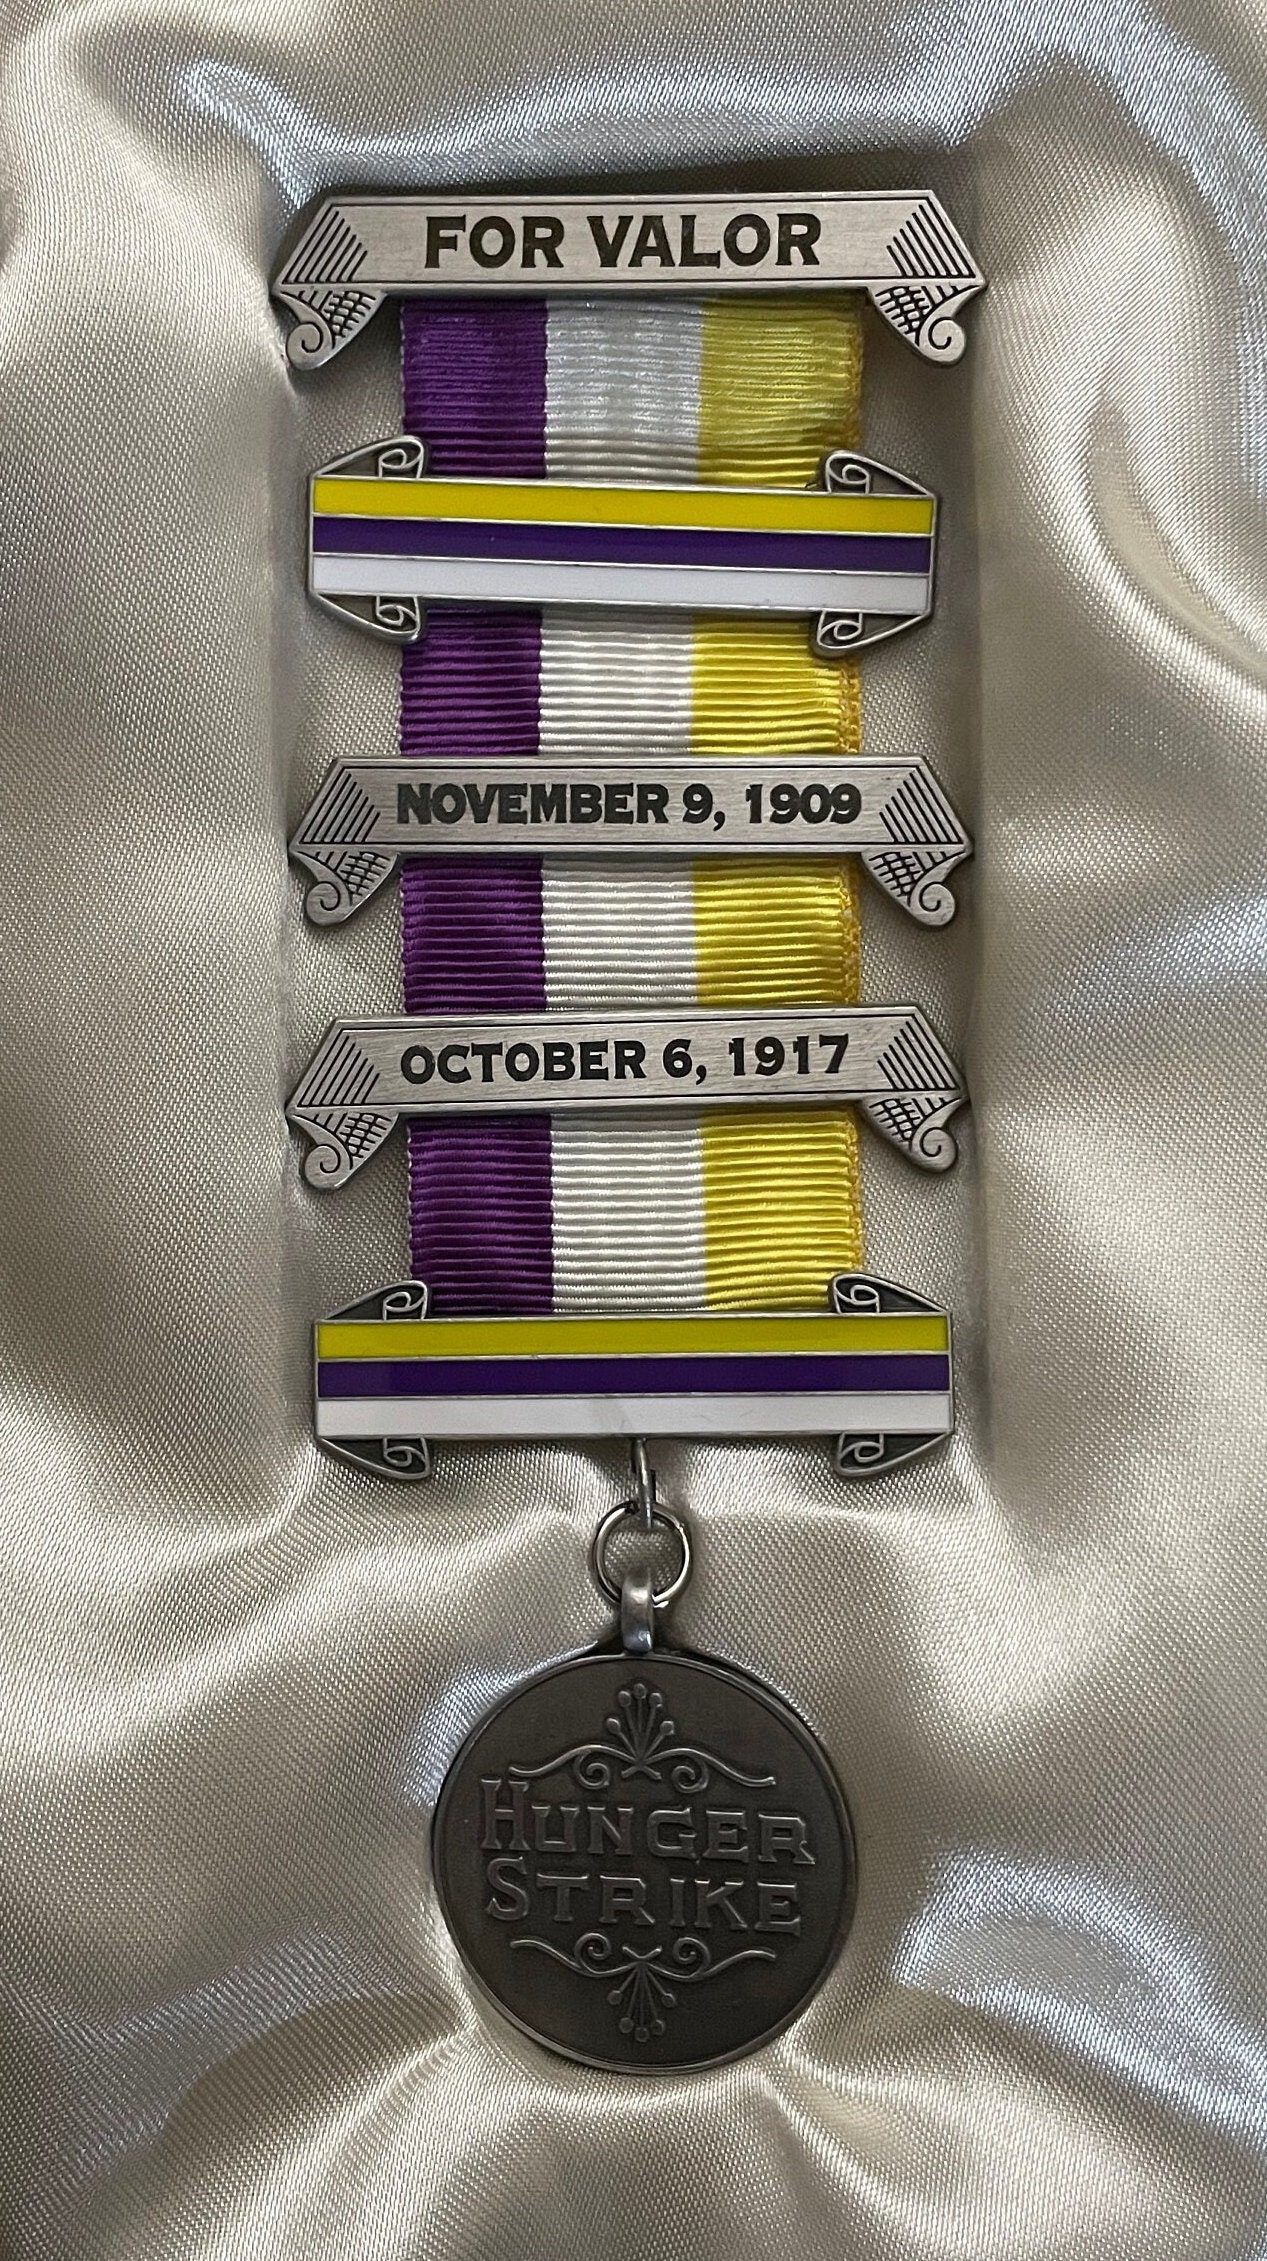 FOR VALOR
NOVEMBER 9, 1909
OCTOBER 6, 1917
HUNGER
STRIKE